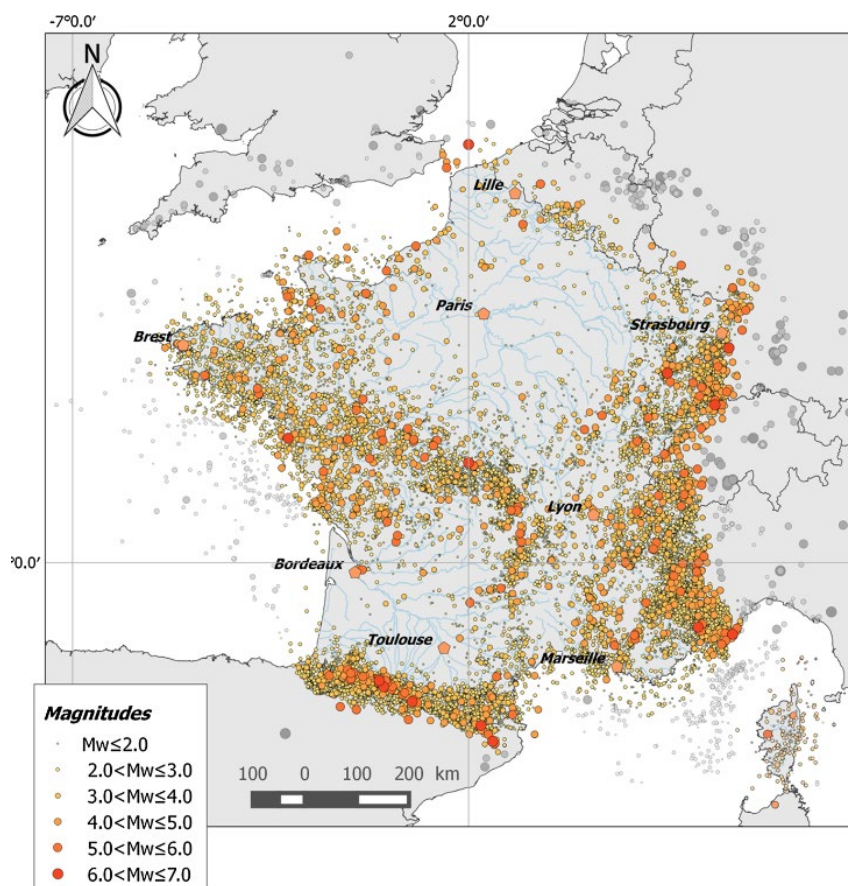 -7°0.0'
2°0.0'
N
Lille
Paris
Strasbourg
Brest
Lyon
°0.0'
Bordeaux
Toulouse
Marseille
Magnitudes
Mw≤2.0
2.0<Mw≤3.0
3.0<Mw≤4.0
4.0<Mw≤5.0
5.0<Mw≤6.0
6.0<Mw≤7.0
100 0 100 200 km